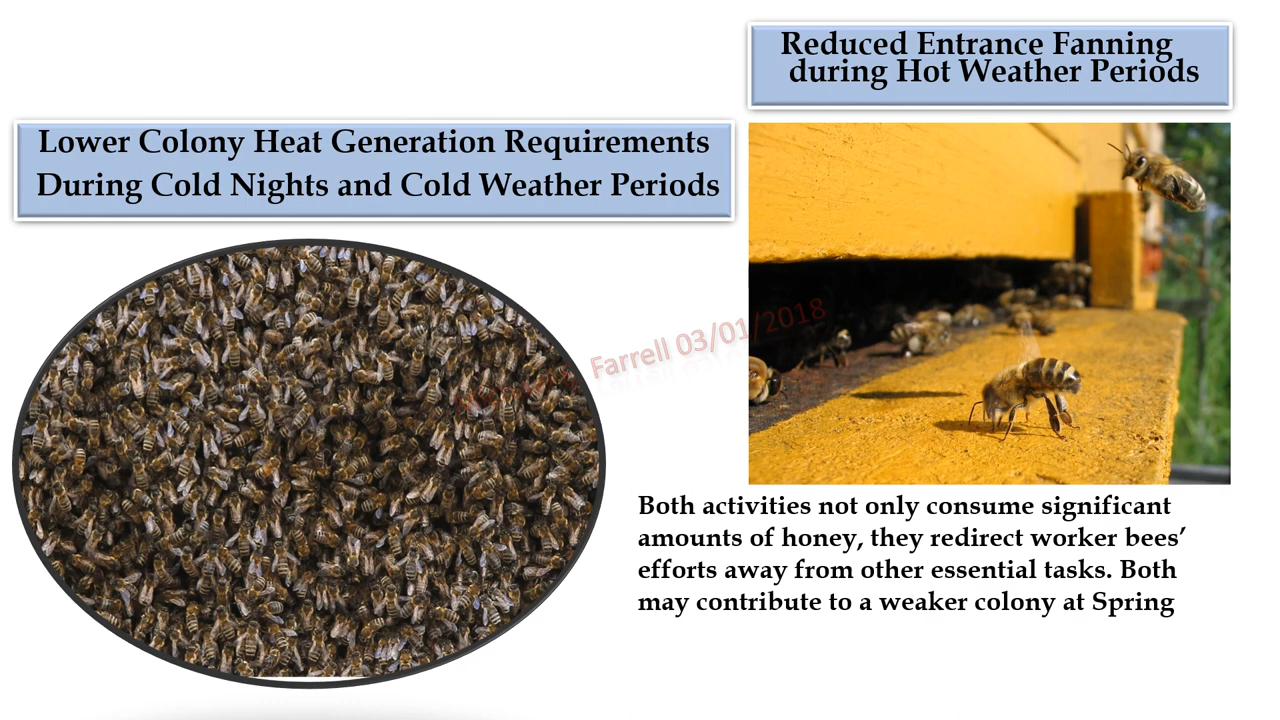 Reduced Entrance Fanning
during Hot Weather Periods
Lower Colony Heat Generation Requirements
During Cold Nights and Cold Weather Periods
Farrell 03/01/2018
Both activities not only consume significant
amounts of honey, they redirect worker bees’
efforts away from other essential tasks. Both
may contribute to a weaker colony at Spring